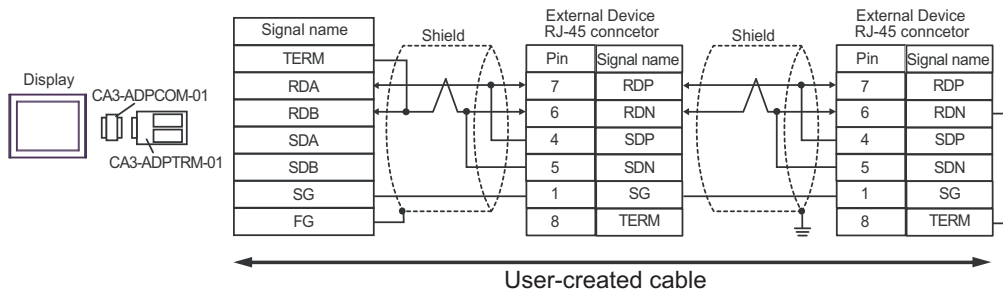 Display
CA3-ADPCOM-01
CA3-ADPTRM-01
Signal name
TERM
RDA
RDB
SDA
SDB
SG
FG
Shield
External Device
RJ-45 conncetor
Pin Signal name
7 RDP
6 RDN
4 SDP
5 SDN
1 SG
8 TERM
Shield
External Device
RJ-45 conncetor
Pin Signal name
7 RDP
6 RDN
4 SDP
5 SDN
1 SG
8 TERM
User-created cable